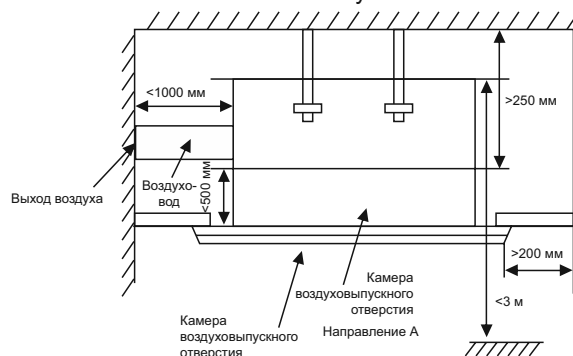 <1000 мм
>250 мм
Выход воздуха
Воздухо-
вод
<500 мм
>200 мм
Камера
воздуховыпускного
отверстия
<3 м
Направление А
Камера
воздуховыпускного
отверстия